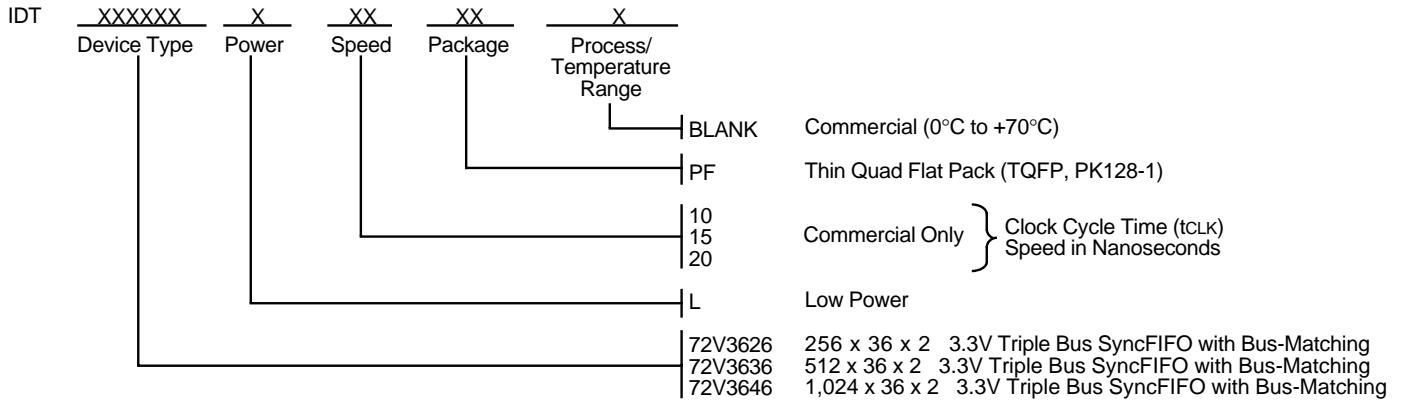 IDT XXXXXX X XX XX X
Device Type Power Speed Package Process/
Temperature
Range
BLANK Commercial (0°C to +70°C)
PF Thin Quad Flat Pack (TQFP, PK128-1)
10
15 Commercial Only Clock Cycle Time (tCLK)
20 Speed in Nanoseconds
L Low Power
72V3626 256 x 36 x 2 3.3V Triple Bus SyncFIFO with Bus-Matching
72V3636 512 x 36 x 2 3.3V Triple Bus SyncFIFO with Bus-Matching
72V3646 1,024 x 36 x 2 3.3V Triple Bus SyncFIFO with Bus-Matching